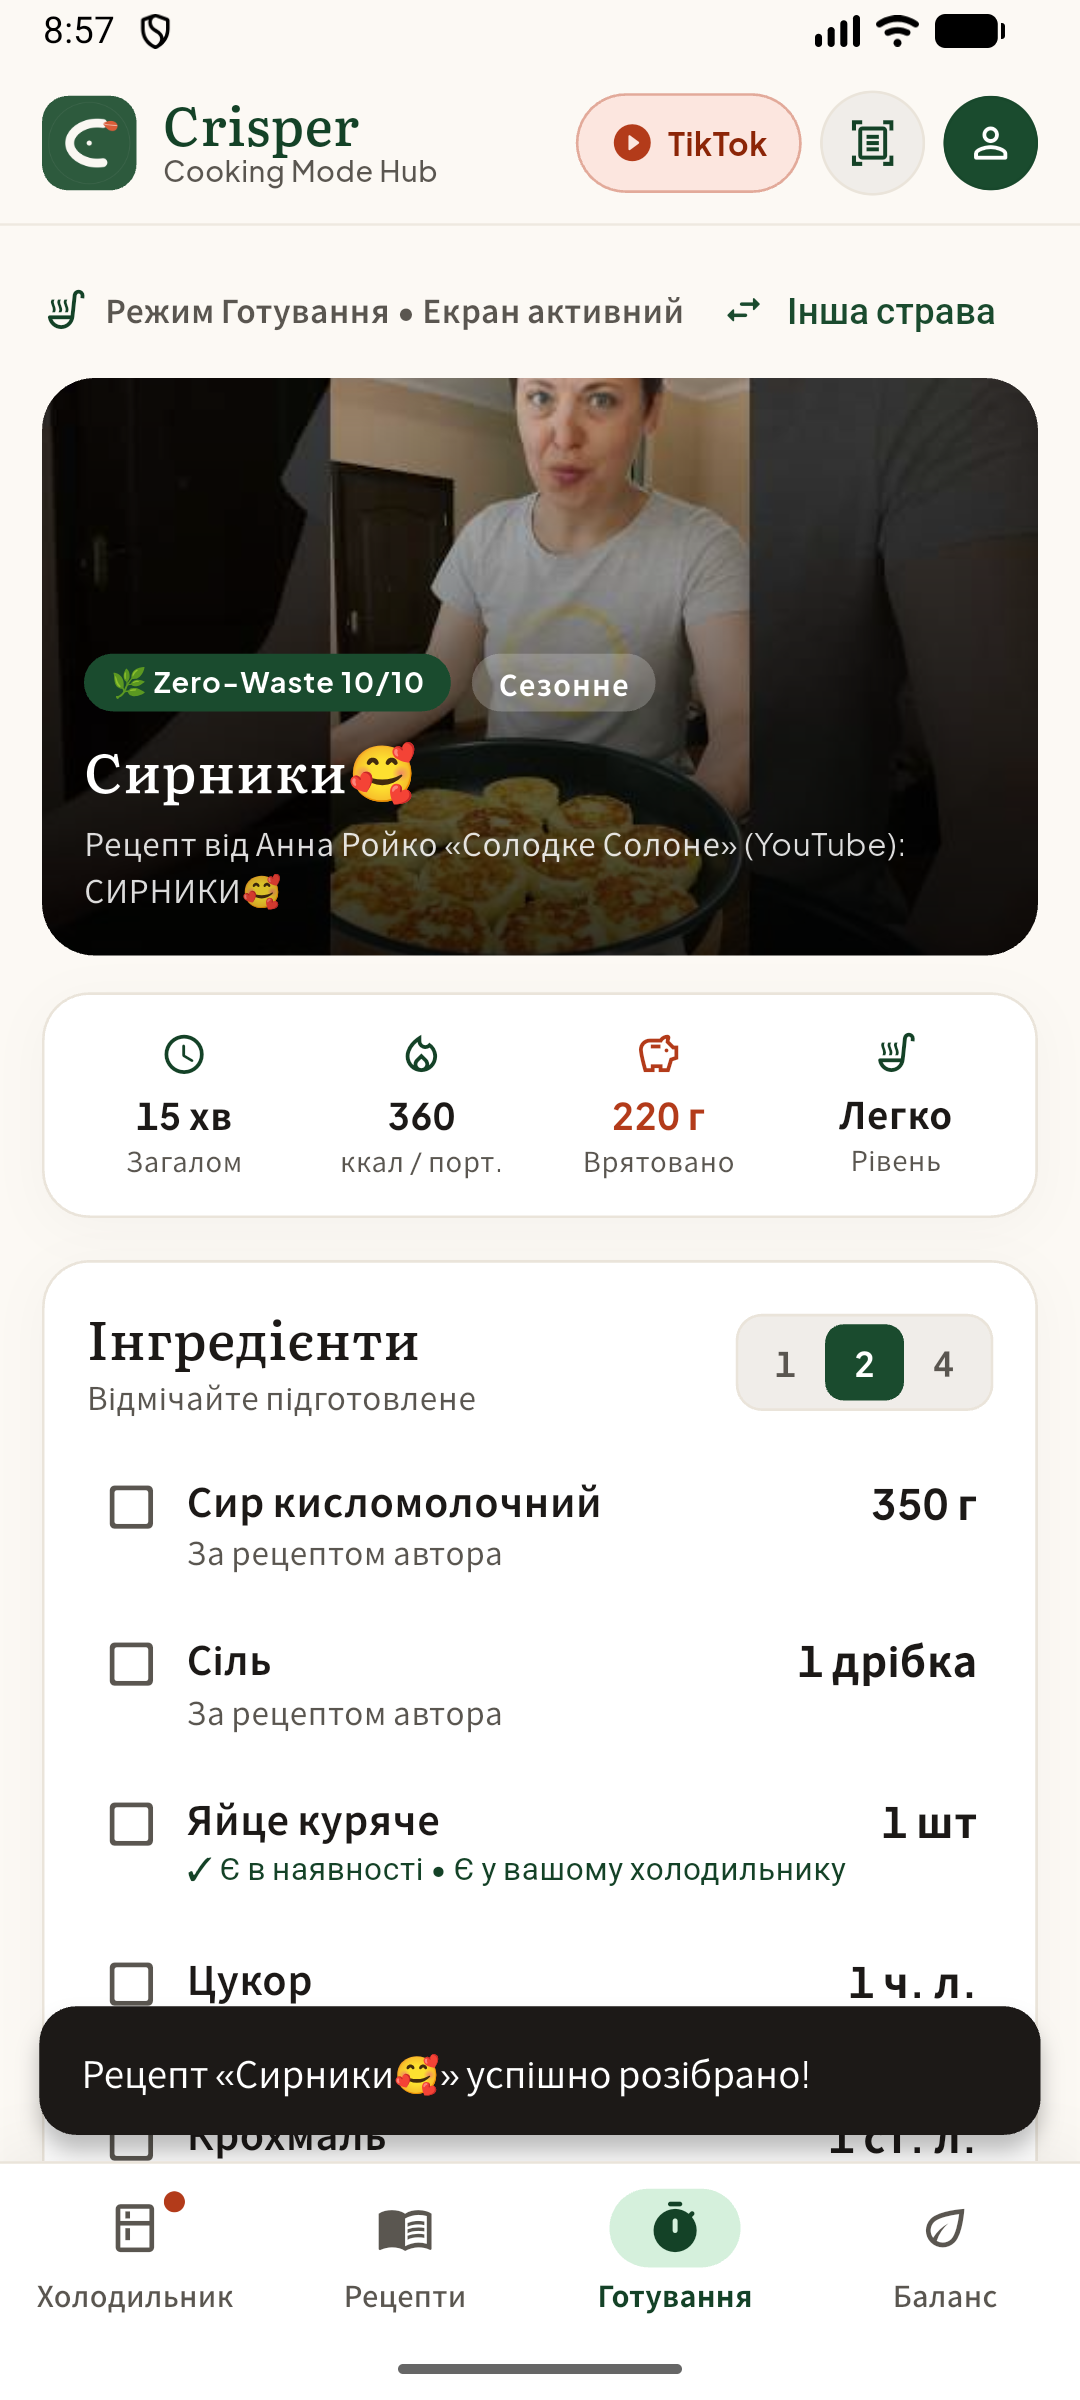 8:57
Crisper
Cooking Mode Hub
TikTok
Режим Готування • Екран активний
Інша страва
🌿 Zero-Waste 10/10
Сезонне
Сирники🥰
Рецепт від Анна Ройко «Солодке Солоне» (YouTube):
СИРНИКИ🥰
15 хв
Загалом
360
ккал / порт.
220 г
Врятовано
Легко
Рівень
Інгредієнти
Відмічайте підготовлене
1 2 4
Сир кисломолочний 350 г
За рецептом автора
Сіль 1 дрібка
За рецептом автора
Яйце куряче 1 шт
✓ Є в наявності • Є у вашому холодильнику
Цукор 1 ч. л.
Рецепт «Сирники🥰» успішно розібрано!
Крохмаль 1 ст. л.
Холодильник
Рецепти
Готування
Баланс